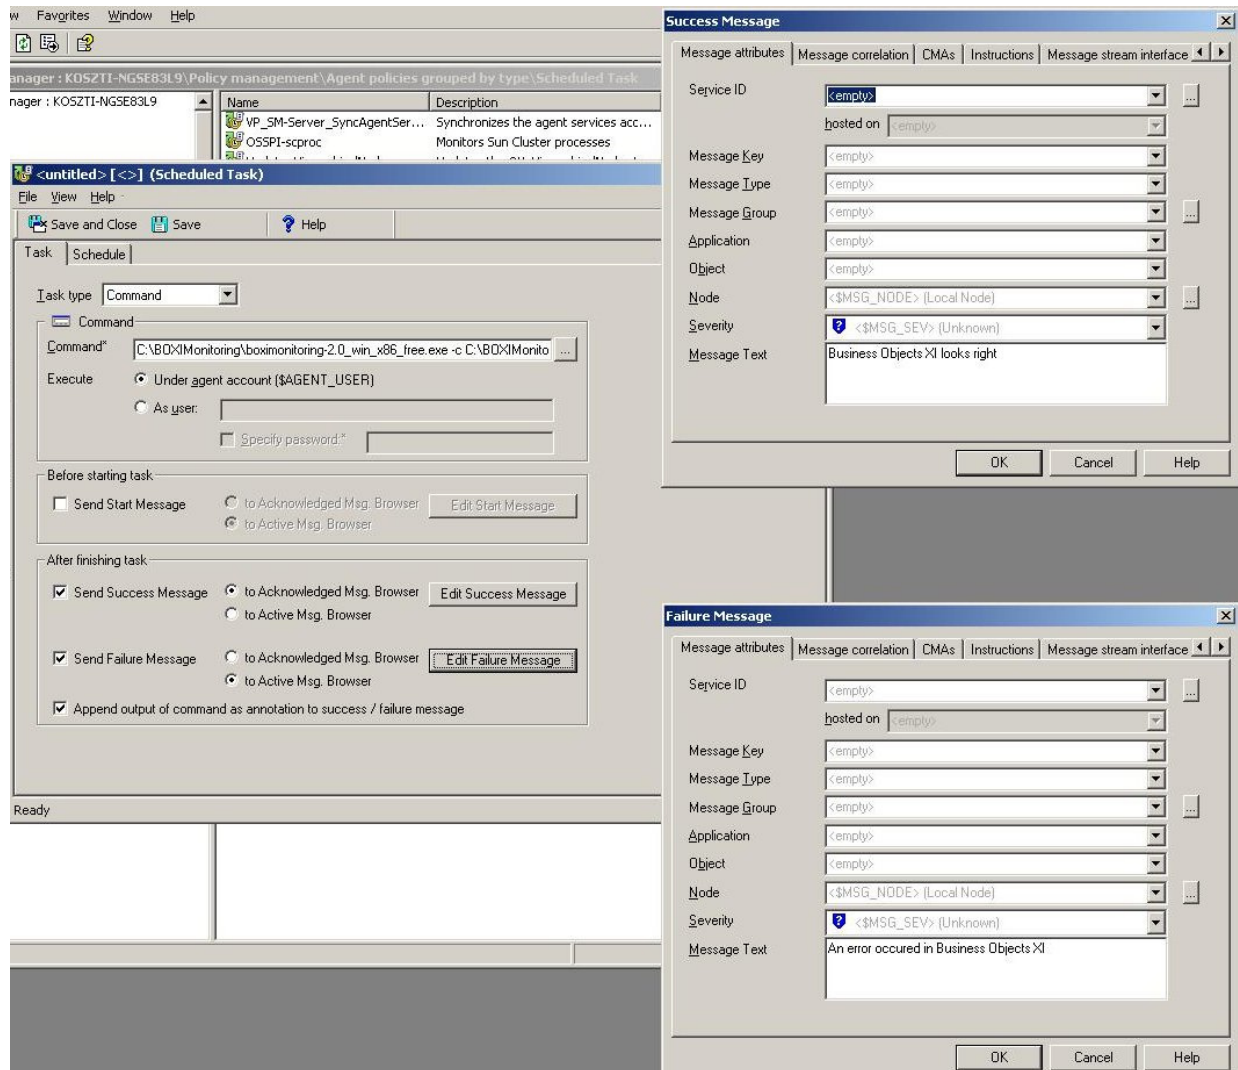 w Favorites Window Help
anager : KOSZTI-NGSE83L9\Policy management\Agent policies grouped by type\Scheduled Task
nager : KOSZTI-NGSE83L9
Name Description
VP_SM-Server_SyncAgentSer... Synchronizes the agent services acc...
OSSPI-scproc Monitors Sun Cluster processes
<untitled> [<>] (Scheduled Task)
File View Help
Save and Close Save Help
Task Schedule
Task type Command
Command
Command* C:\BOXIMonitoring\boximonitoring-2.0_win_x86_free.exe -c C:\BOXIMonito ...
Execute Under agent account ($AGENT_USER)
As user:
Specify password:*
Before starting task
Send Start Message to Acknowledged Msg. Browser Edit Start Message
to Active Msg. Browser
After finishing task
Send Success Message to Acknowledged Msg. Browser Edit Success Message
to Active Msg. Browser
Send Failure Message to Acknowledged Msg. Browser Edit Failure Message
to Active Msg. Browser
Append output of command as annotation to success / failure message
Ready
Success Message
Message attributes Message correlation CMAs Instructions Message stream interface
Service ID <empty> ...
hosted on <empty>
Message Key <empty>
Message Type <empty>
Message Group <empty> ...
Application <empty>
Object <empty>
Node <$MSG_NODE> (Local Node) ...
Severity <$MSG_SEV> (Unknown)
Message Text Business Objects XI looks right
OK Cancel Help
Failure Message
Message attributes Message correlation CMAs Instructions Message stream interface
Service ID <empty> ...
hosted on <empty>
Message Key <empty>
Message Type <empty>
Message Group <empty> ...
Application <empty>
Object <empty>
Node <$MSG_NODE> (Local Node) ...
Severity <$MSG_SEV> (Unknown)
Message Text An error occured in Business Objects XI
OK Cancel Help